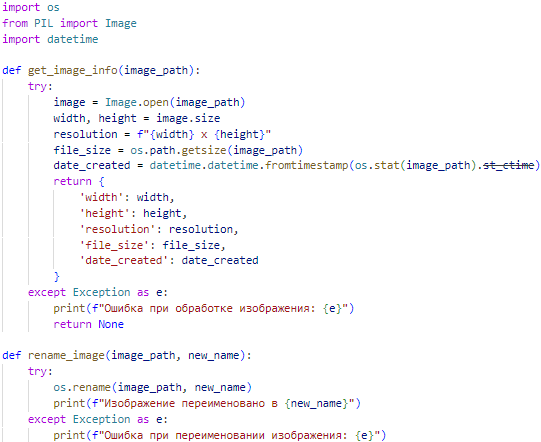 import os
from PIL import Image
import datetime

def get_image_info(image_path):
    try:
        image = Image.open(image_path)
        width, height = image.size
        resolution = f"{width} x {height}"
        file_size = os.path.getsize(image_path)
        date_created = datetime.datetime.fromtimestamp(os.stat(image_path).st_ctime)
        return {
            'width': width,
            'height': height,
            'resolution': resolution,
            'file_size': file_size,
            'date_created': date_created
        }
    except Exception as e:
        print(f"Ошибка при обработке изображения: {e}")
        return None

def rename_image(image_path, new_name):
    try:
        os.rename(image_path, new_name)
        print(f"Изображение переименовано в {new_name}")
    except Exception as e:
        print(f"Ошибка при переименовании изображения: {e}")